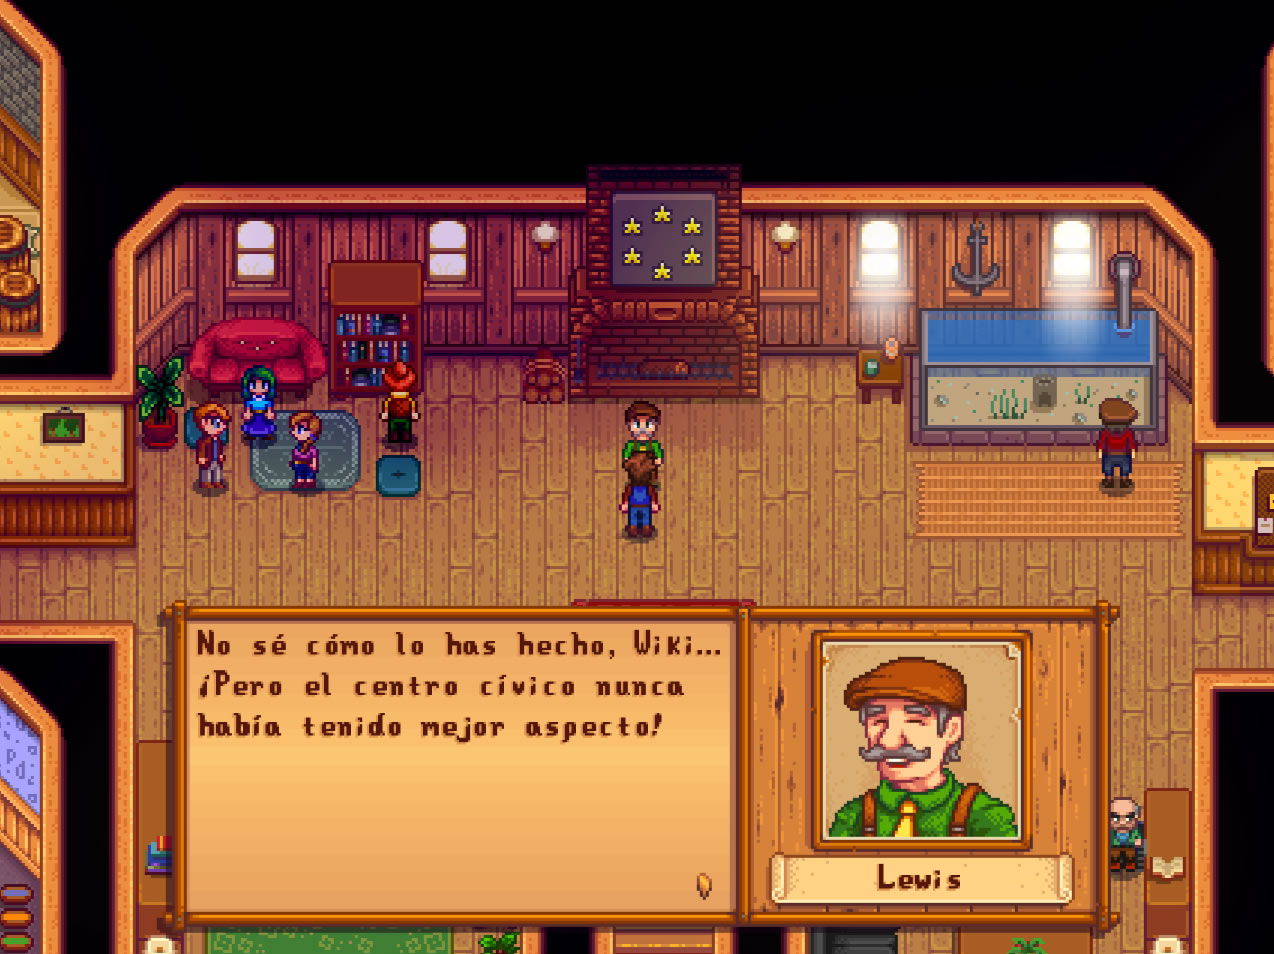 No sé cómo lo has hecho, Wiki...
¡Pero el centro cívico nunca
había tenido mejor aspecto!
Lewis